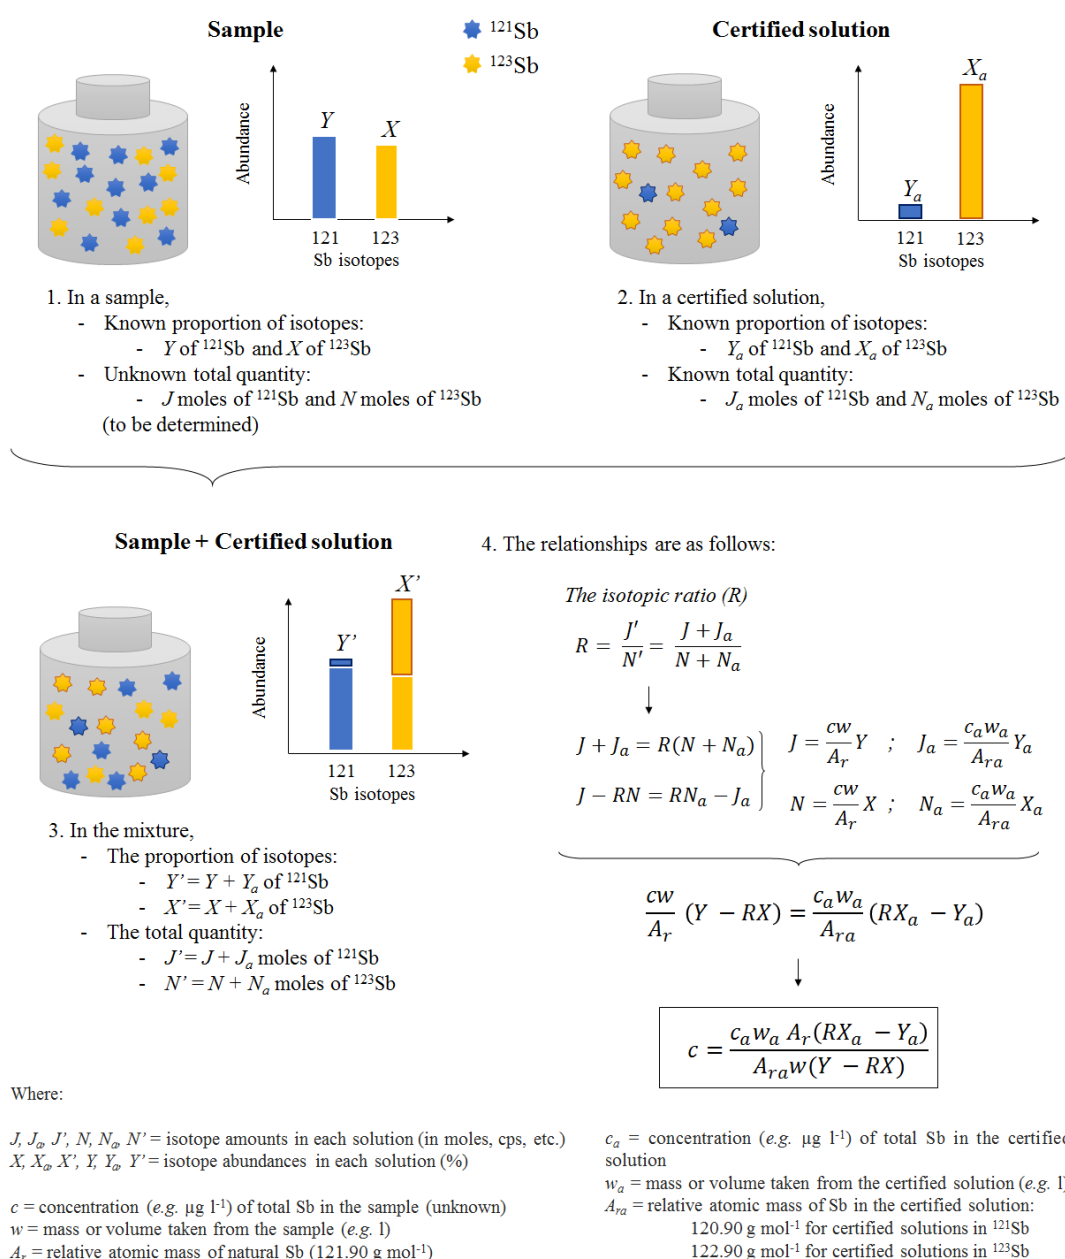 Sample
¹²¹Sb
¹²³Sb
Abundance
Y
X
121 123
Sb isotopes
Certified solution
Abundance
Yₐ
Xₐ
121 123
Sb isotopes
1. In a sample,
- Known proportion of isotopes:
- Y of ¹²¹Sb and X of ¹²³Sb
- Unknown total quantity:
- J moles of ¹²¹Sb and N moles of ¹²³Sb
(to be determined)
2. In a certified solution,
- Known proportion of isotopes:
- Yₐ of ¹²¹Sb and Xₐ of ¹²³Sb
- Known total quantity:
- Jₐ moles of ¹²¹Sb and Nₐ moles of ¹²³Sb
Sample + Certified solution
Abundance
Y’
X’
121 123
Sb isotopes
3. In the mixture,
- The proportion of isotopes:
- Y’= Y + Yₐ of ¹²¹Sb
- X’= X + Xₐ of ¹²³Sb
- The total quantity:
- J’= J + Jₐ moles of ¹²¹Sb
- N’= N + Nₐ moles of ¹²³Sb
4. The relationships are as follows:
The isotopic ratio (R)
R = J′/N′ = (J + Jₐ)/(N + Nₐ)
J + Jₐ = R(N + Nₐ)
J − RN = RNₐ − Jₐ
J = (cw/Aᵣ) Y ; Jₐ = (cₐwₐ/Aᵣₐ) Yₐ
N = (cw/Aᵣ) X ; Nₐ = (cₐwₐ/Aᵣₐ) Xₐ
(cw/Aᵣ) (Y − RX) = (cₐwₐ/Aᵣₐ) (RXₐ − Yₐ)
c = (cₐwₐ Aᵣ(RXₐ − Yₐ))/(Aᵣₐw(Y − RX))
Where:
J, Jₐ, J’, N, Nₐ, N’ = isotope amounts in each solution (in moles, cps, etc.)
X, Xₐ, X’, Y, Yₐ, Y’ = isotope abundances in each solution (%)
c = concentration (e.g. µg l⁻¹) of total Sb in the sample (unknown)
w = mass or volume taken from the sample (e.g. l)
Aᵣ = relative atomic mass of natural Sb (121.90 g mol⁻¹)
cₐ = concentration (e.g. µg l⁻¹) of total Sb in the certified
solution
wₐ = mass or volume taken from the certified solution (e.g. l)
Aᵣₐ = relative atomic mass of Sb in the certified solution:
120.90 g mol⁻¹ for certified solutions in ¹²¹Sb
122.90 g mol⁻¹ for certified solutions in ¹²³Sb